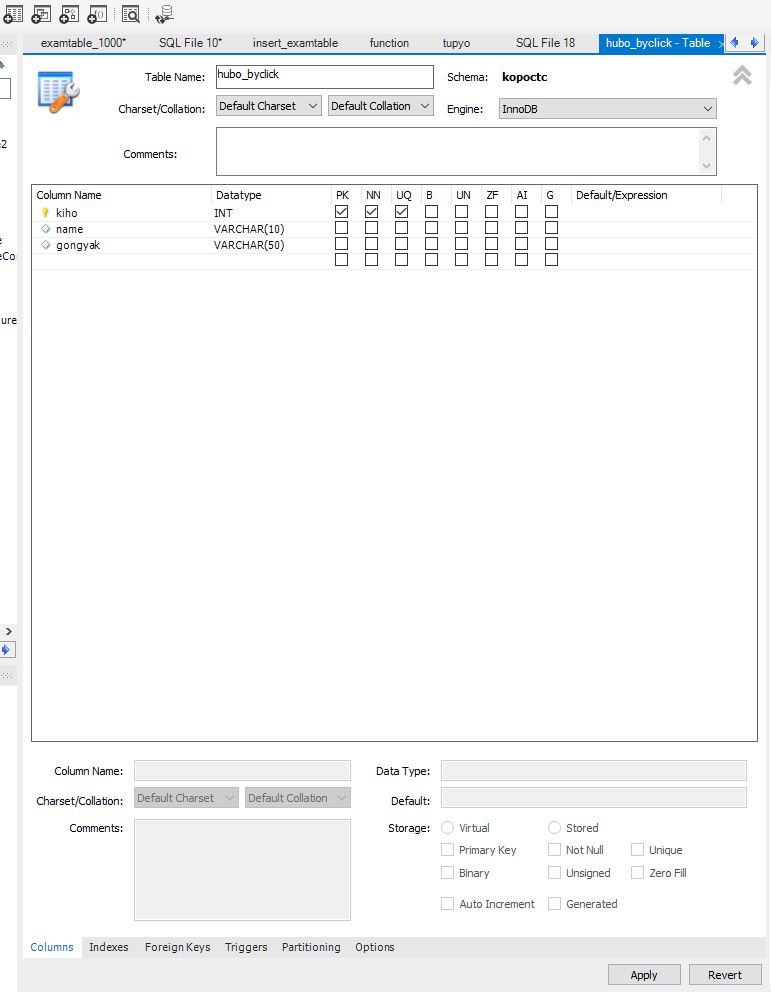 examtable_1000* SQL File 10* insert_examtable function tupyo SQL File 18 hubo_byclick - Table
Table Name: hubo_byclick Schema: kopoctc
Charset/Collation: Default Charset Default Collation Engine: InnoDB
Comments:
Column Name Datatype PK NN UQ B UN ZF AI G Default/Expression
kiho INT
name VARCHAR(10)
gongyak VARCHAR(50)
Column Name: Data Type:
Charset/Collation: Default Charset Default Collation Default:
Comments: Storage: Virtual Stored
Primary Key Not Null Unique
Binary Unsigned Zero Fill
Auto Increment Generated
Columns Indexes Foreign Keys Triggers Partitioning Options
Apply Revert